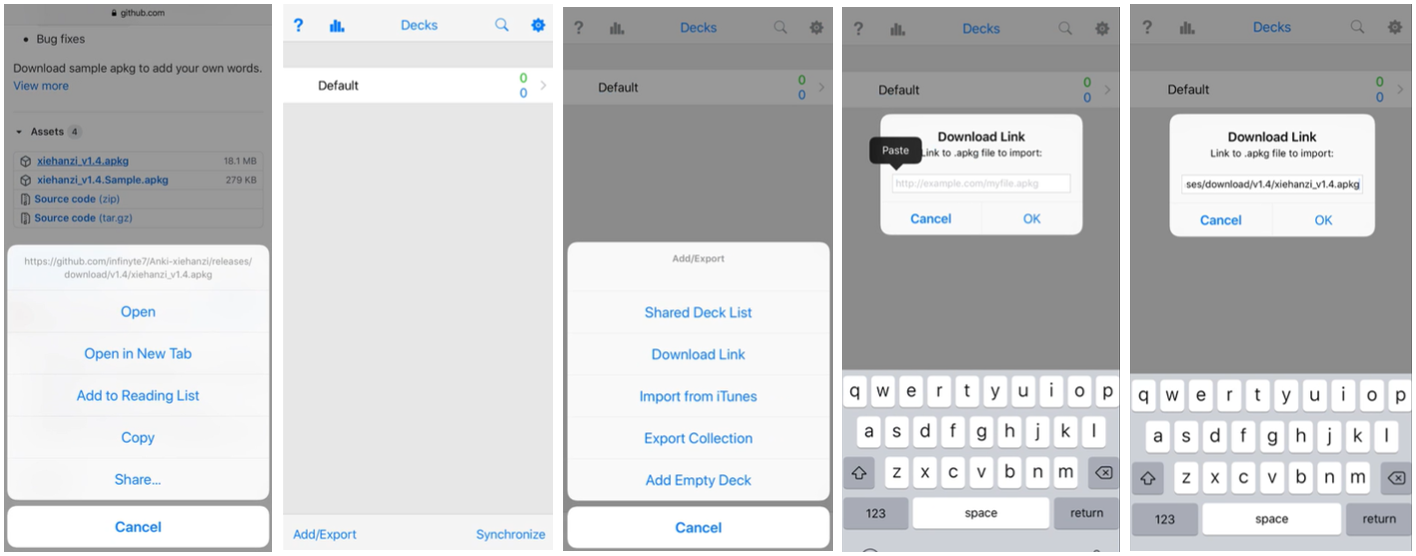 github.com
Bug fixes
Download sample apkg to add your own words.
View more
Assets 4
xiehanzi_v1.4.apkg 18.1 MB
xiehanzi_v1.4.Sample.apkg 279 KB
Source code (zip)
Source code (tar.gz)
https://github.com/infinyte7/Anki-xiehanzi/releases/
download/v1.4/xiehanzi_v1.4.apkg
Open
Open in New Tab
Add to Reading List
Copy
Share...
Cancel
? Decks
Default 0
0
Add/Export Synchronize
? Decks
Default 0
0
Add/Export
Shared Deck List
Download Link
Import from iTunes
Export Collection
Add Empty Deck
Cancel
? Decks
Default 0
0
Download Link
Paste
Link to .apkg file to import:
http://example.com/myfile.apkg
Cancel OK
q w e r t y u i o p
a s d f g h j k l
z x c v b n m
123 space return
? Decks
Default 0
0
Download Link
Link to .apkg file to import:
ses/download/v1.4/xiehanzi_v1.4.apkg
Cancel OK
q w e r t y u i o p
a s d f g h j k l
z x c v b n m
123 space return